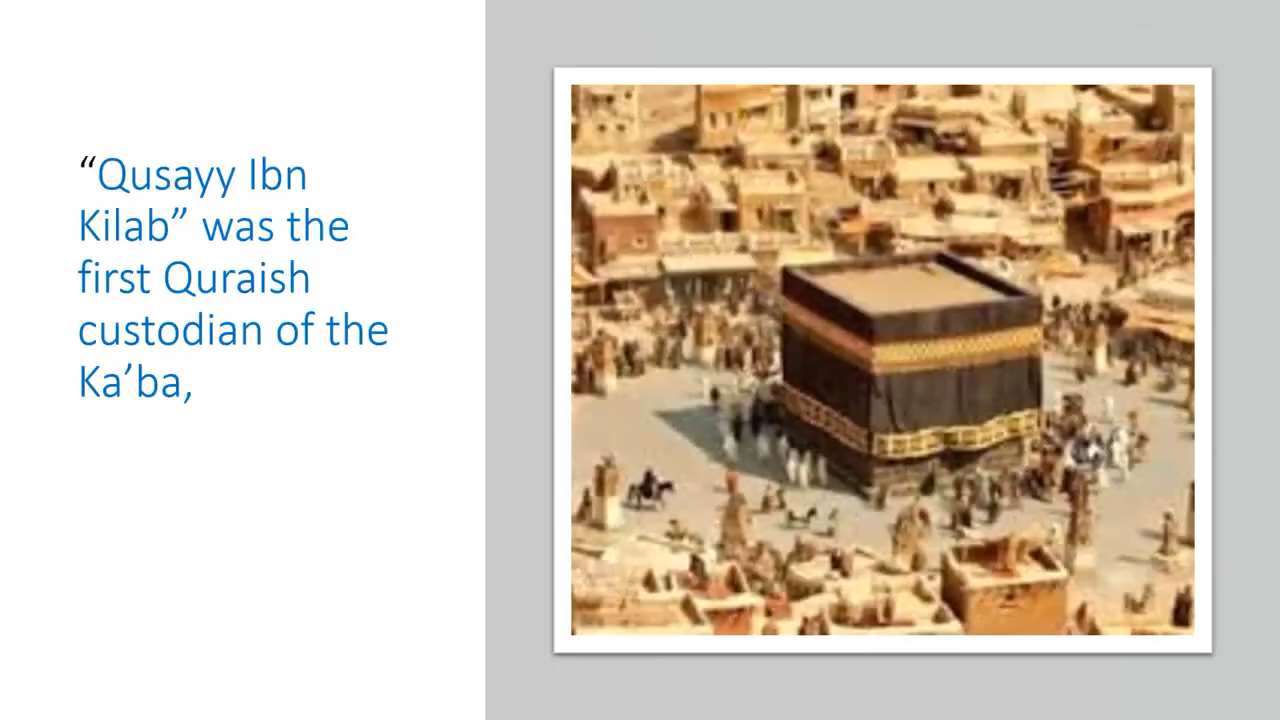 “Qusayy Ibn
Kilab” was the
first Quraish
custodian of the
Ka’ba,